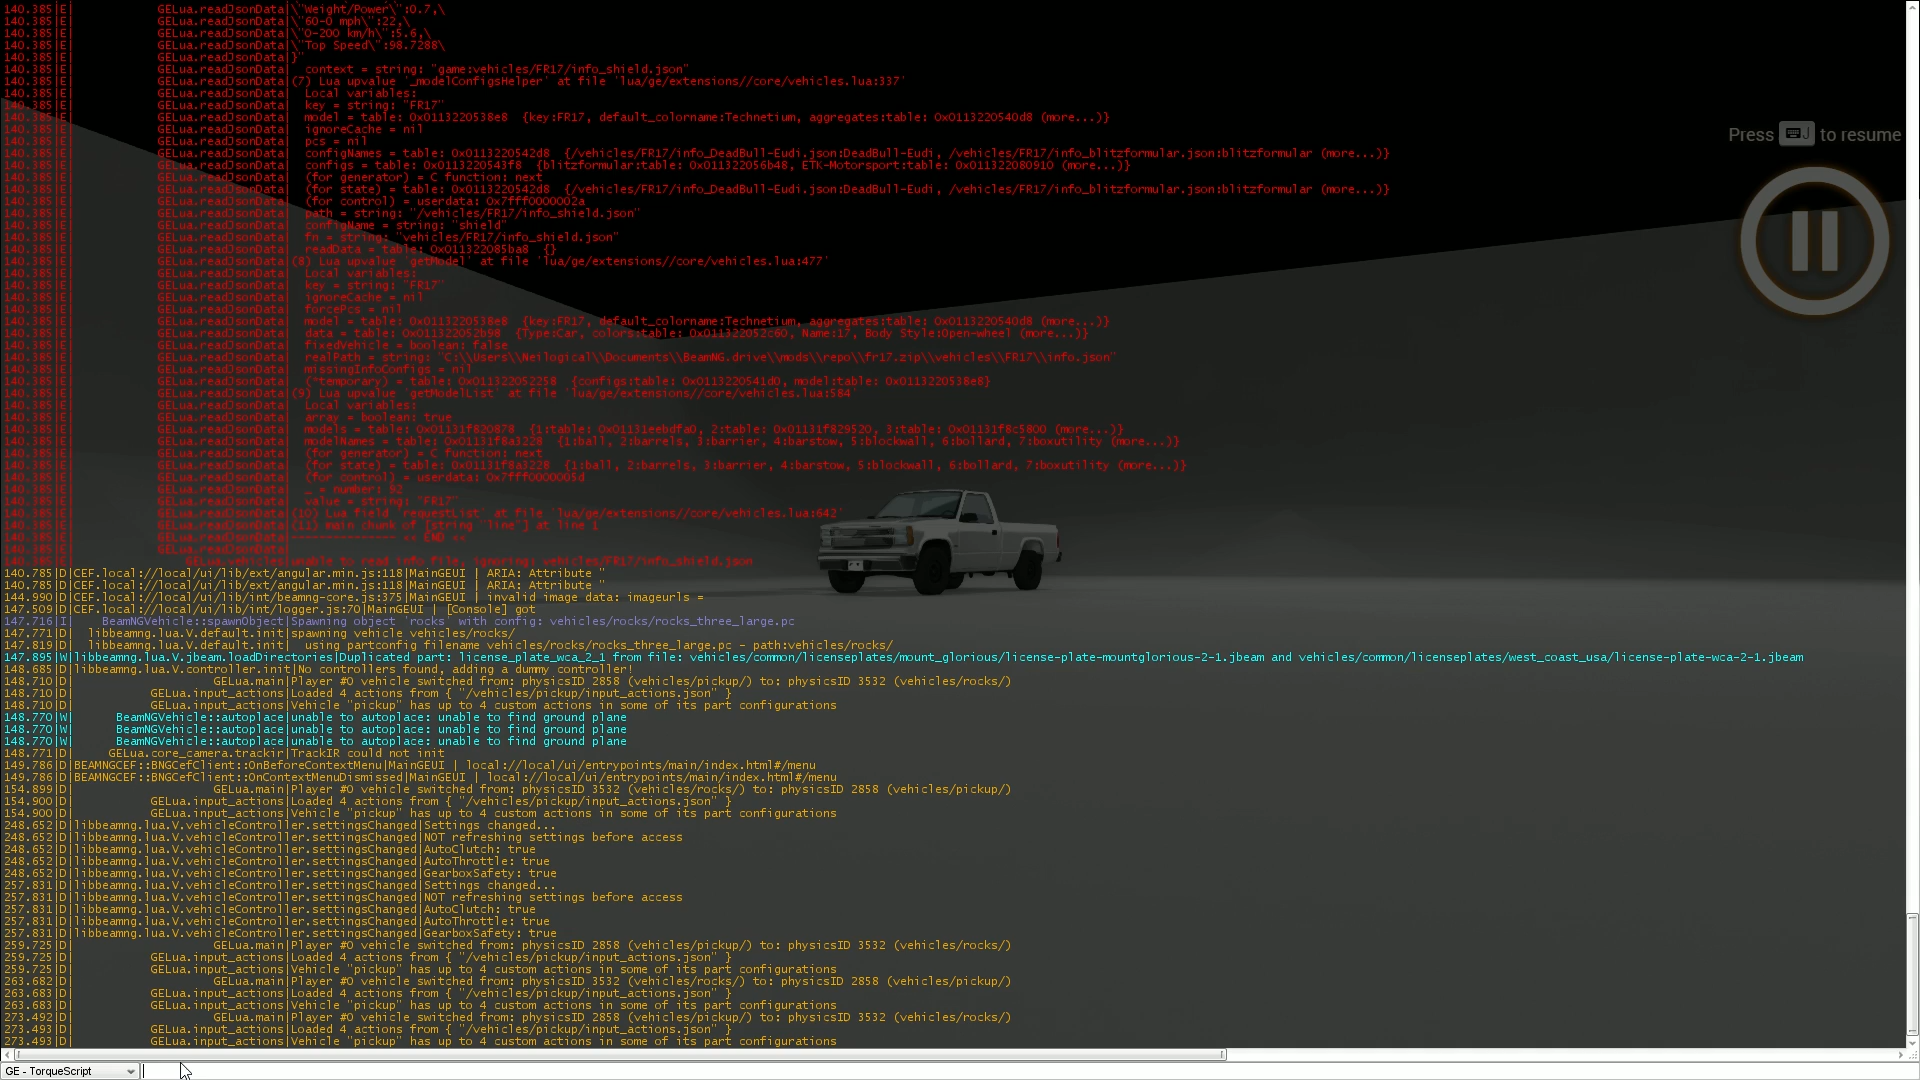 140.385|E| GELua.readJsonData|\"Weight/Power\":0.7,\
140.385|E| GELua.readJsonData|\"60-0 mph\":22,\
140.385|E| GELua.readJsonData|\"0-200 km/h\":5.6,\
140.385|E| GELua.readJsonData|\"Top Speed\":98.7288\
140.385|E| GELua.readJsonData|}"
140.385|E| GELua.readJsonData| context = string: "game:vehicles/FR17/info_shield.json"
140.385|E| GELua.readJsonData|(7) Lua upvalue '_modelConfigsHelper' at file 'lua/ge/extensions//core/vehicles.lua:337'
140.385|E| GELua.readJsonData| Local variables:
140.385|E| GELua.readJsonData| key = string: "FR17"
140.385|E| GELua.readJsonData| model = table: 0x0113220538e8 {key:FR17, default_colorname:Technetium, aggregates:table: 0x0113220540d8 (more...)}
140.385|E| GELua.readJsonData| ignoreCache = nil
140.385|E| GELua.readJsonData| pcs = nil
140.385|E| GELua.readJsonData| configNames = table: 0x0113220542d8 {/vehicles/FR17/info_DeadBull-Eudi.json:DeadBull-Eudi, /vehicles/FR17/info_blitzformular.json:blitzformular (more...)}
140.385|E| GELua.readJsonData| configs = table: 0x0113220543f8 {blitzformular:table: 0x011322056b48, ETK-Motorsport:table: 0x011322080910 (more...)}
140.385|E| GELua.readJsonData| (for generator) = C function: next
140.385|E| GELua.readJsonData| (for state) = table: 0x0113220542d8 {/vehicles/FR17/info_DeadBull-Eudi.json:DeadBull-Eudi, /vehicles/FR17/info_blitzformular.json:blitzformular (more...)}
140.385|E| GELua.readJsonData| (for control) = userdata: 0x7fff0000002a
140.385|E| GELua.readJsonData| path = string: "/vehicles/FR17/info_shield.json"
140.385|E| GELua.readJsonData| configName = string: "shield"
140.385|E| GELua.readJsonData| fn = string: "vehicles/FR17/info_shield.json"
140.385|E| GELua.readJsonData| readData = table: 0x011322085ba8 {}
140.385|E| GELua.readJsonData|(8) Lua upvalue 'getModel' at file 'lua/ge/extensions//core/vehicles.lua:477'
140.385|E| GELua.readJsonData| Local variables:
140.385|E| GELua.readJsonData| key = string: "FR17"
140.385|E| GELua.readJsonData| ignoreCache = nil
140.385|E| GELua.readJsonData| forcePcs = nil
140.385|E| GELua.readJsonData| model = table: 0x0113220538e8 {key:FR17, default_colorname:Technetium, aggregates:table: 0x0113220540d8 (more...)}
140.385|E| GELua.readJsonData| data = table: 0x011322052b98 {Type:Car, colors:table: 0x011322052c60, Name:17, Body Style:Open-wheel (more...)}
140.385|E| GELua.readJsonData| fixedVehicle = boolean: false
140.385|E| GELua.readJsonData| realPath = string: "C:\\Users\\Neilogical\\Documents\\BeamNG.drive\\mods\\repo\\fr17.zip\\vehicles\\FR17\\info.json"
140.385|E| GELua.readJsonData| missingInfoConfigs = nil
140.385|E| GELua.readJsonData| (*temporary) = table: 0x011322052258 {configs:table: 0x0113220541d0, model:table: 0x0113220538e8}
140.385|E| GELua.readJsonData|(9) Lua upvalue 'getModelList' at file 'lua/ge/extensions//core/vehicles.lua:584'
140.385|E| GELua.readJsonData| Local variables:
140.385|E| GELua.readJsonData| array = boolean: true
140.385|E| GELua.readJsonData| models = table: 0x01131f820878 {1:table: 0x01131eebdfa0, 2:table: 0x01131f829520, 3:table: 0x01131f8c5800 (more...)}
140.385|E| GELua.readJsonData| modelNames = table: 0x01131f8a3228 {1:ball, 2:barrels, 3:barrier, 4:barstow, 5:blockwall, 6:bollard, 7:boxutility (more...)}
140.385|E| GELua.readJsonData| (for generator) = C function: next
140.385|E| GELua.readJsonData| (for state) = table: 0x01131f8a3228 {1:ball, 2:barrels, 3:barrier, 4:barstow, 5:blockwall, 6:bollard, 7:boxutility (more...)}
140.385|E| GELua.readJsonData| (for control) = userdata: 0x7fff0000005d
140.385|E| GELua.readJsonData| _ = number: 92
140.385|E| GELua.readJsonData| value = string: "FR17"
140.385|E| GELua.readJsonData|(10) Lua field 'requestList' at file 'lua/ge/extensions//core/vehicles.lua:642'
140.385|E| GELua.readJsonData|(11) main chunk of [string "line"] at line 1
140.385|E| GELua.readJsonData|--------------- << END <<
140.385|E| GELua.readJsonData|
140.385|E| GELua.vehicles|unable to read info file, ignoring: vehicles/FR17/info_shield.json
140.785|D|CEF.local://local/ui/lib/ext/angular.min.js:118|MainGEUI | ARIA: Attribute "
140.785|D|CEF.local://local/ui/lib/ext/angular.min.js:118|MainGEUI | ARIA: Attribute "
144.990|D|CEF.local://local/ui/lib/int/beamng-core.js:375|MainGEUI | invalid image data: imageurls =
147.509|D|CEF.local://local/ui/lib/int/logger.js:70|MainGEUI | [Console] got
147.716|I| BeamNGVehicle::spawnObject|Spawning object 'rocks' with config: vehicles/rocks/rocks_three_large.pc
147.771|D| libbeamng.lua.V.default.init|spawning vehicle vehicles/rocks/
147.819|D| libbeamng.lua.V.default.init| using partconfig filename vehicles/rocks/rocks_three_large.pc - path:vehicles/rocks/
147.895|W|libbeamng.lua.V.jbeam.loadDirectories|Duplicated part: license_plate_wca_2_1 from file: vehicles/common/licenseplates/mount_glorious/license-plate-mountglorious-2-1.jbeam and vehicles/common/licenseplates/west_coast_usa/license-plate-wca-2-1.jbeam
148.685|D|libbeamng.lua.V.controller.init|No controllers found, adding a dummy controller!
148.710|D| GELua.main|Player #0 vehicle switched from: physicsID 2858 (vehicles/pickup/) to: physicsID 3532 (vehicles/rocks/)
148.710|D| GELua.input_actions|Loaded 4 actions from { "/vehicles/pickup/input_actions.json" }
148.710|D| GELua.input_actions|Vehicle "pickup" has up to 4 custom actions in some of its part configurations
148.770|W| BeamNGVehicle::autoplace|unable to autoplace: unable to find ground plane
148.770|W| BeamNGVehicle::autoplace|unable to autoplace: unable to find ground plane
148.770|W| BeamNGVehicle::autoplace|unable to autoplace: unable to find ground plane
148.771|D| GELua.core_camera.trackir|TrackIR could not init
149.786|D|BEAMNGCEF::BNGCefClient::OnBeforeContextMenu|MainGEUI | local://local/ui/entrypoints/main/index.html#/menu
149.786|D|BEAMNGCEF::BNGCefClient::OnContextMenuDismissed|MainGEUI | local://local/ui/entrypoints/main/index.html#/menu
154.899|D| GELua.main|Player #0 vehicle switched from: physicsID 3532 (vehicles/rocks/) to: physicsID 2858 (vehicles/pickup/)
154.900|D| GELua.input_actions|Loaded 4 actions from { "/vehicles/pickup/input_actions.json" }
154.900|D| GELua.input_actions|Vehicle "pickup" has up to 4 custom actions in some of its part configurations
248.652|D|libbeamng.lua.V.vehicleController.settingsChanged|Settings changed...
248.652|D|libbeamng.lua.V.vehicleController.settingsChanged|NOT refreshing settings before access
248.652|D|libbeamng.lua.V.vehicleController.settingsChanged|AutoClutch: true
248.652|D|libbeamng.lua.V.vehicleController.settingsChanged|AutoThrottle: true
248.652|D|libbeamng.lua.V.vehicleController.settingsChanged|GearboxSafety: true
257.831|D|libbeamng.lua.V.vehicleController.settingsChanged|Settings changed...
257.831|D|libbeamng.lua.V.vehicleController.settingsChanged|NOT refreshing settings before access
257.831|D|libbeamng.lua.V.vehicleController.settingsChanged|AutoClutch: true
257.831|D|libbeamng.lua.V.vehicleController.settingsChanged|AutoThrottle: true
257.831|D|libbeamng.lua.V.vehicleController.settingsChanged|GearboxSafety: true
259.725|D| GELua.main|Player #0 vehicle switched from: physicsID 2858 (vehicles/pickup/) to: physicsID 3532 (vehicles/rocks/)
259.725|D| GELua.input_actions|Loaded 4 actions from { "/vehicles/pickup/input_actions.json" }
259.725|D| GELua.input_actions|Vehicle "pickup" has up to 4 custom actions in some of its part configurations
263.682|D| GELua.main|Player #0 vehicle switched from: physicsID 3532 (vehicles/rocks/) to: physicsID 2858 (vehicles/pickup/)
263.683|D| GELua.input_actions|Loaded 4 actions from { "/vehicles/pickup/input_actions.json" }
263.683|D| GELua.input_actions|Vehicle "pickup" has up to 4 custom actions in some of its part configurations
273.492|D| GELua.main|Player #0 vehicle switched from: physicsID 2858 (vehicles/pickup/) to: physicsID 3532 (vehicles/rocks/)
273.493|D| GELua.input_actions|Loaded 4 actions from { "/vehicles/pickup/input_actions.json" }
273.493|D| GELua.input_actions|Vehicle "pickup" has up to 4 custom actions in some of its part configurations
Press J to resume
GE - TorqueScript